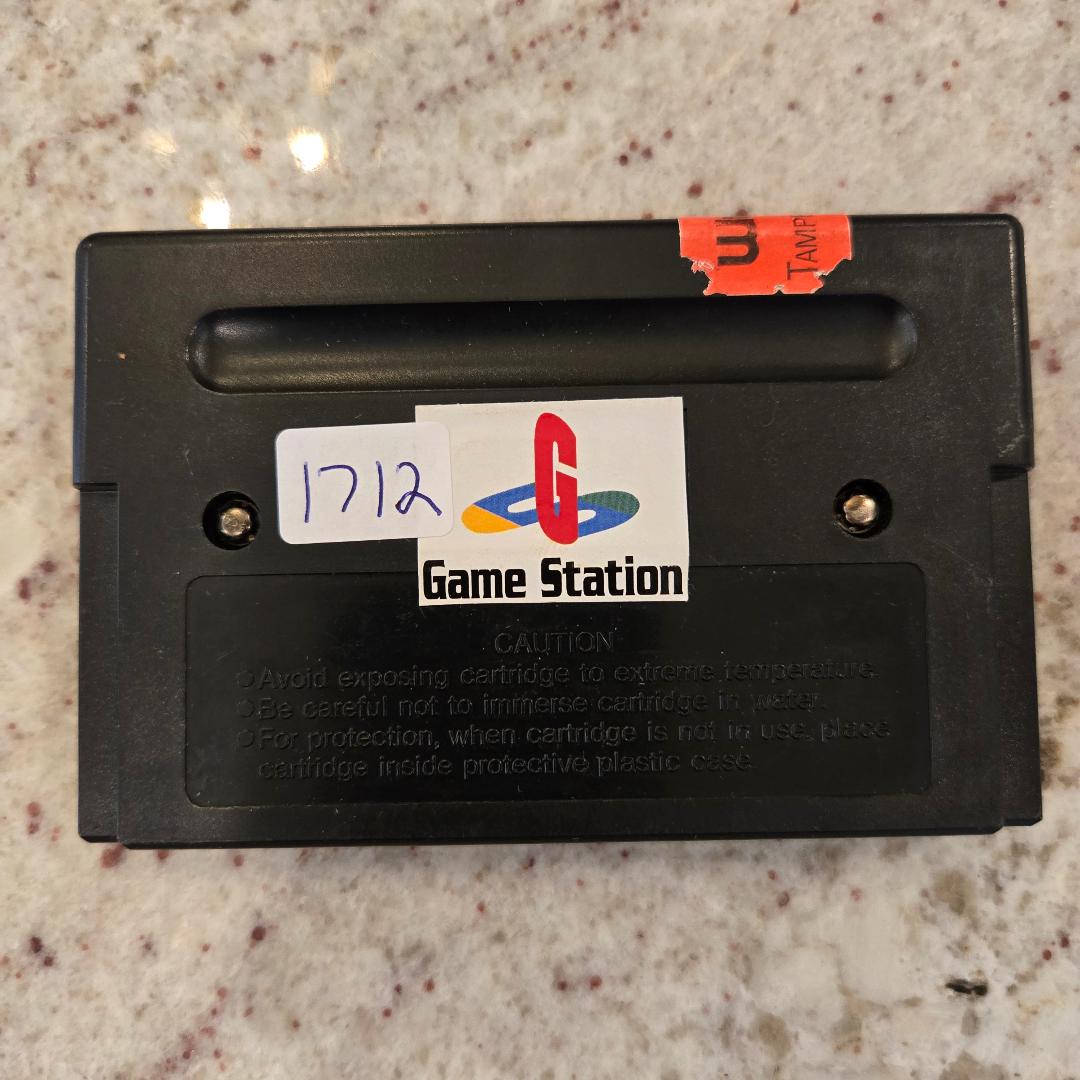 TAMP
1712
G
Game Station
CAUTION
Avoid exposing cartridge to extreme temperature.
Be careful not to immerse cartridge in water.
For protection, when cartridge is not in use, place
cartridge inside protective plastic case.